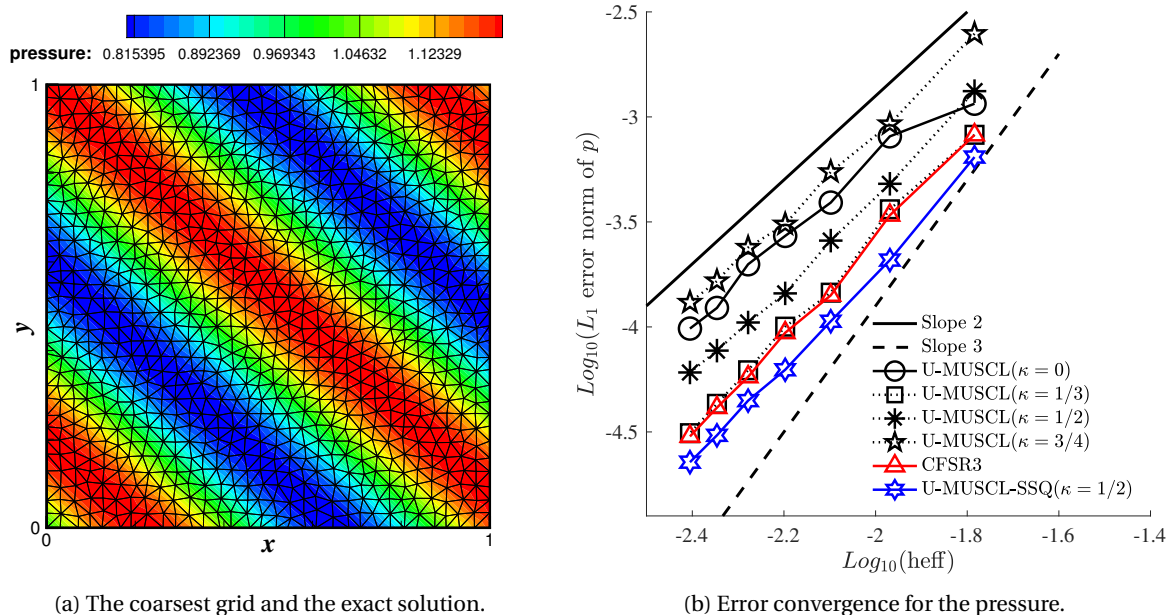 pressure: 0.815395 0.892369 0.969343 1.04632 1.12329
1
y
0
0
x
1
(a) The coarsest grid and the exact solution.
-2.5
-3
-3.5
-4
-4.5
Log10(L1 error norm of p)
Slope 2
Slope 3
U-MUSCL(κ = 0)
U-MUSCL(κ = 1/3)
U-MUSCL(κ = 1/2)
U-MUSCL(κ = 3/4)
CFSR3
U-MUSCL-SSQ(κ = 1/2)
-2.4 -2.2 -2 -1.8 -1.6 -1.4
Log10(heff)
(b) Error convergence for the pressure.